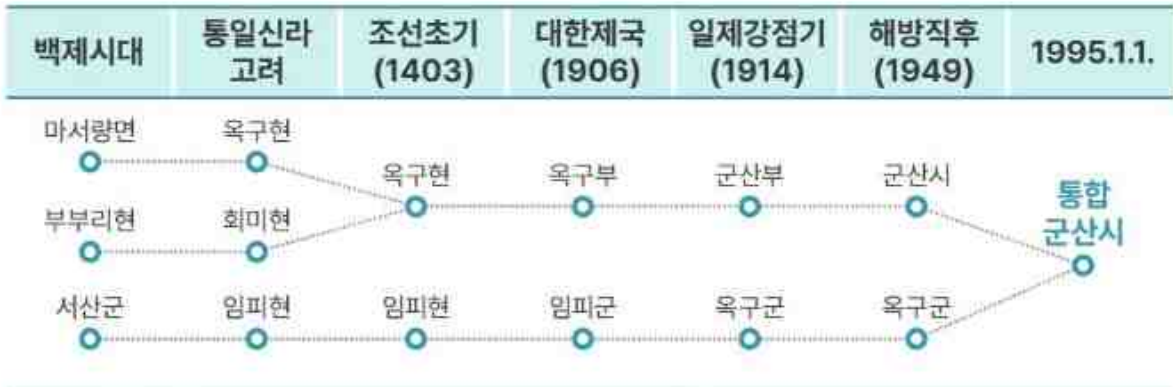 백제시대
통일신라
고려
조선초기
(1403)
대한제국
(1906)
일제강점기
(1914)
해방직후
(1949)
1995.1.1.
마서량면
옥구현
옥구현
옥구부
군산부
군산시
부부리현
회미현
통합
군산시
서산군
임피현
임피현
임피군
옥구군
옥구군